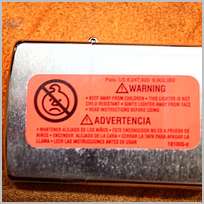 ⚠WARNING
• KEEP AWAY FROM CHILDREN • THIS LIGHTER IS NOT
CHILD RESISTANT • IGNITE LIGHTER AWAY FROM FACE
• READ INSTRUCTIONS BEFORE USING
⚠ADVERTENCIA
• MANTENER ALEJADO DE LOS NIÑOS • ESTE ENCENDEDOR NO ES A PRUEBA DE
NIÑOS • ENCENDER CARA ALEJADO • CERRAR LA TAPA PARA APAGAR LA
LLAMA • LEER LAS INSTRUCCIONES ANTES DE USAR